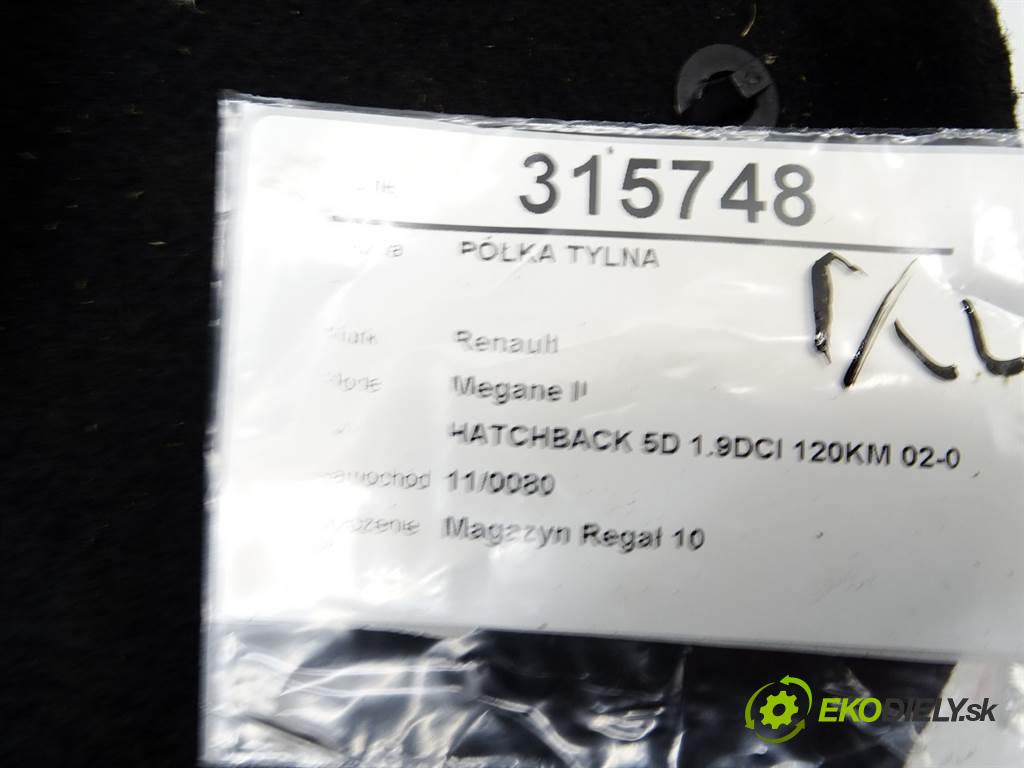 315748
PÓŁKA TYLNA
Renault
Megane II
HATCHBACK 5D 1.9DCI 120KM 02-0
11/0080
Magazyn Regał 10
EKODIELY.sk